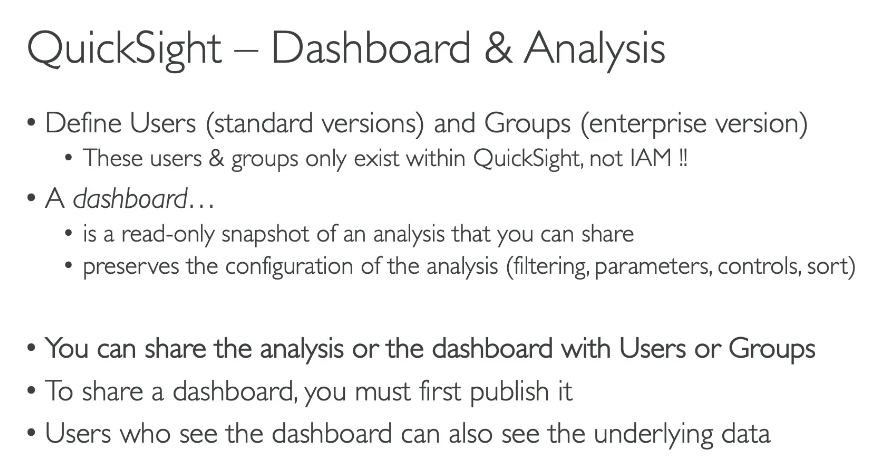 QuickSight – Dashboard & Analysis
• Define Users (standard versions) and Groups (enterprise version)
• These users & groups only exist within QuickSight, not IAM !!
• A dashboard…
• is a read-only snapshot of an analysis that you can share
• preserves the configuration of the analysis (filtering, parameters, controls, sort)
• You can share the analysis or the dashboard with Users or Groups
• To share a dashboard, you must first publish it
• Users who see the dashboard can also see the underlying data